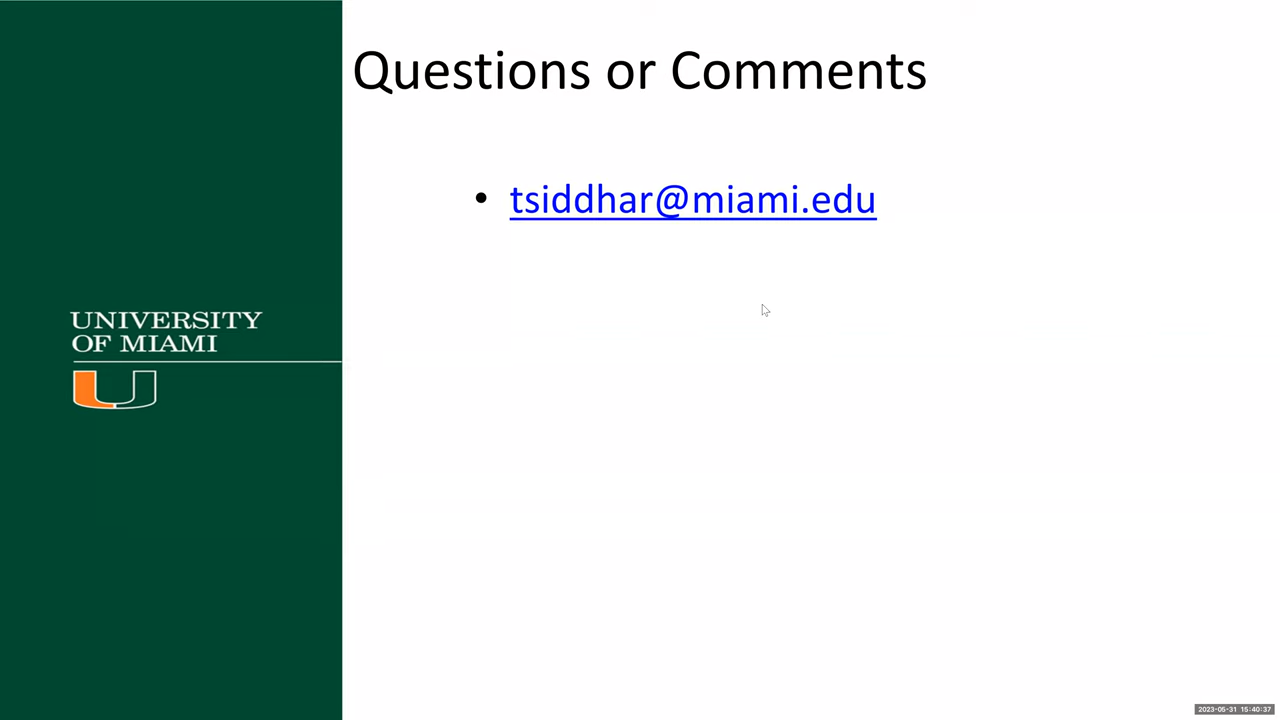 Questions or Comments
• tsiddhar@miami.edu
UNIVERSITY
OF MIAMI
2023-05-31 15:40:37